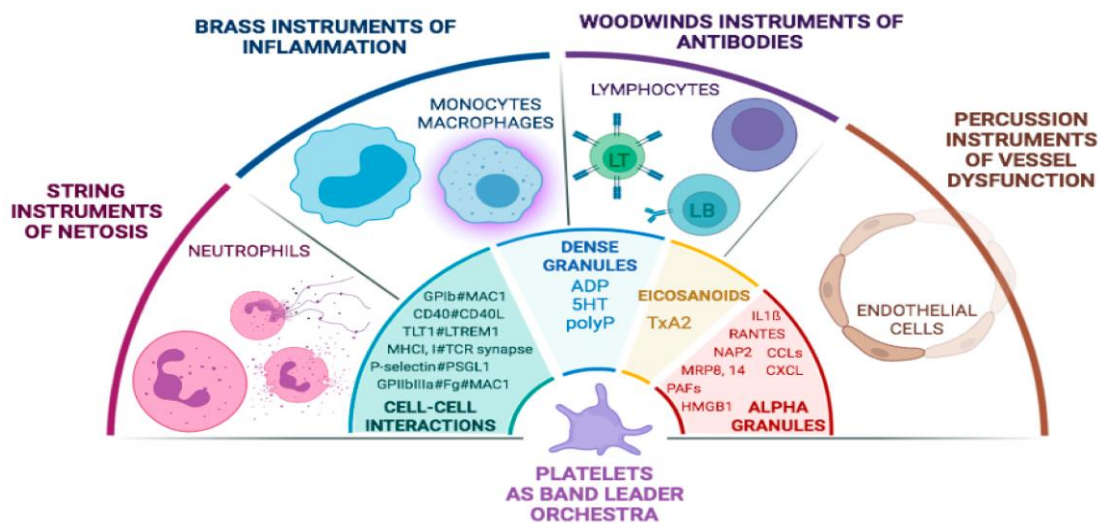 BRASS INSTRUMENTS OF
INFLAMMATION
WOODWINDS INSTRUMENTS OF
ANTIBODIES
STRING
INSTRUMENTS
OF NETOSIS
PERCUSSION
INSTRUMENTS
OF VESSEL
DYSFUNCTION
NEUTROPHILS
MONOCYTES
MACROPHAGES
LYMPHOCYTES
LT
LB
ENDOTHELIAL
CELLS
GPIb#MAC1
CD40#CD40L
TLT1#LTREM1
MHCI, I#TCR synapse
P-selectin#PSGL1
GPIIbIIIa#Fg#MAC1
CELL-CELL
INTERACTIONS
DENSE
GRANULES
ADP
5HT
polyP
EICOSANOIDS
TxA2
IL1ß
RANTES
NAP2 CCLs
MRP8, 14 CXCL
PAFs
HMGB1
ALPHA
GRANULES
PLATELETS
AS BAND LEADER
ORCHESTRA